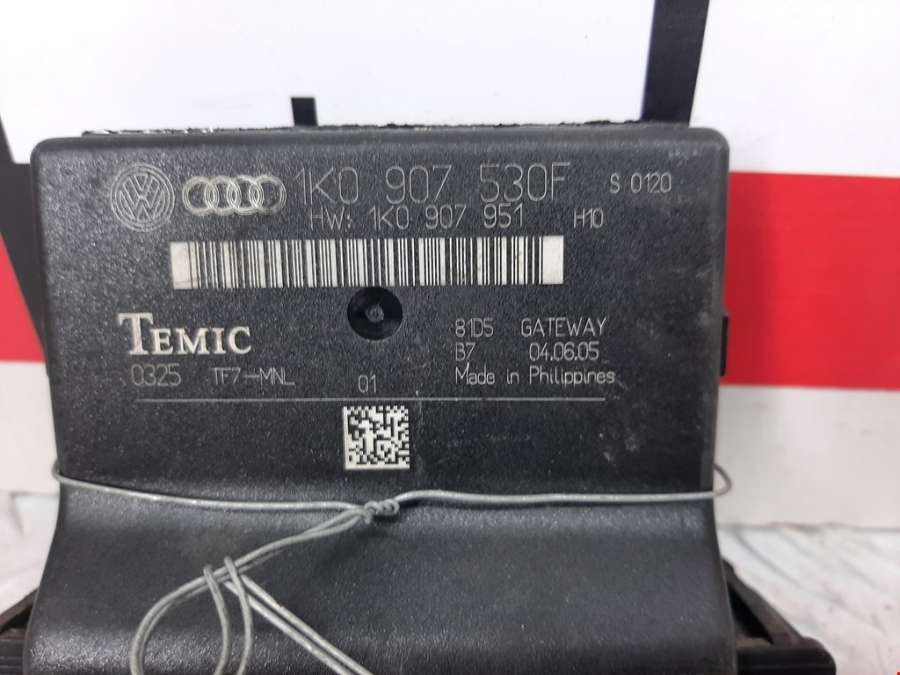 1K0 907 530F S 0120
HW: 1K0 907 951 H10
TEMIC
81D5 GATEWAY
B7 04.06.05
0325 TF7-MNL Q1 Made in Philippines